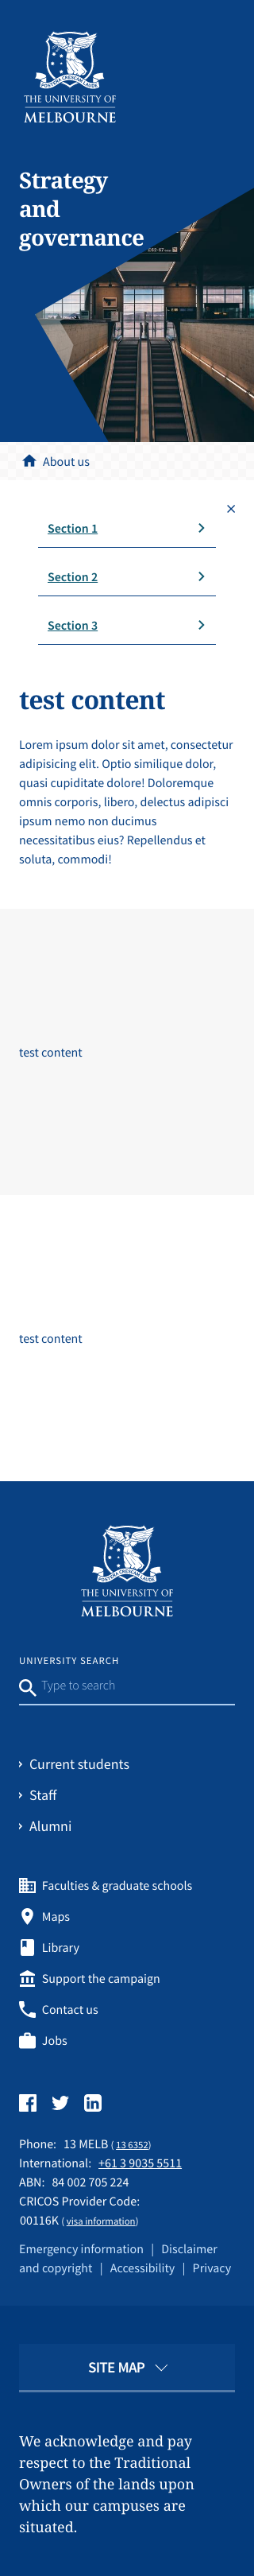 THE UNIVERSITY OF
MELBOURNE
Strategy
and
governance
About us
Section 1
Section 2
Section 3
test content
Lorem ipsum dolor sit amet, consectetur
adipisicing elit. Optio similique dolor,
quasi cupiditate dolore! Doloremque
omnis corporis, libero, delectus adipisci
ipsum nemo non ducimus
necessitatibus eius? Repellendus et
soluta, commodi!
test content
test content
THE UNIVERSITY OF
MELBOURNE
UNIVERSITY SEARCH
Type to search
Current students
Staff
Alumni
Faculties & graduate schools
Maps
Library
Support the campaign
Contact us
Jobs
Phone: 13 MELB ( 13 6352)
International: +61 3 9035 5511
ABN: 84 002 705 224
CRICOS Provider Code:
00116K ( visa information)
Emergency information | Disclaimer
and copyright | Accessibility | Privacy
SITE MAP
We acknowledge and pay
respect to the Traditional
Owners of the lands upon
which our campuses are
situated.